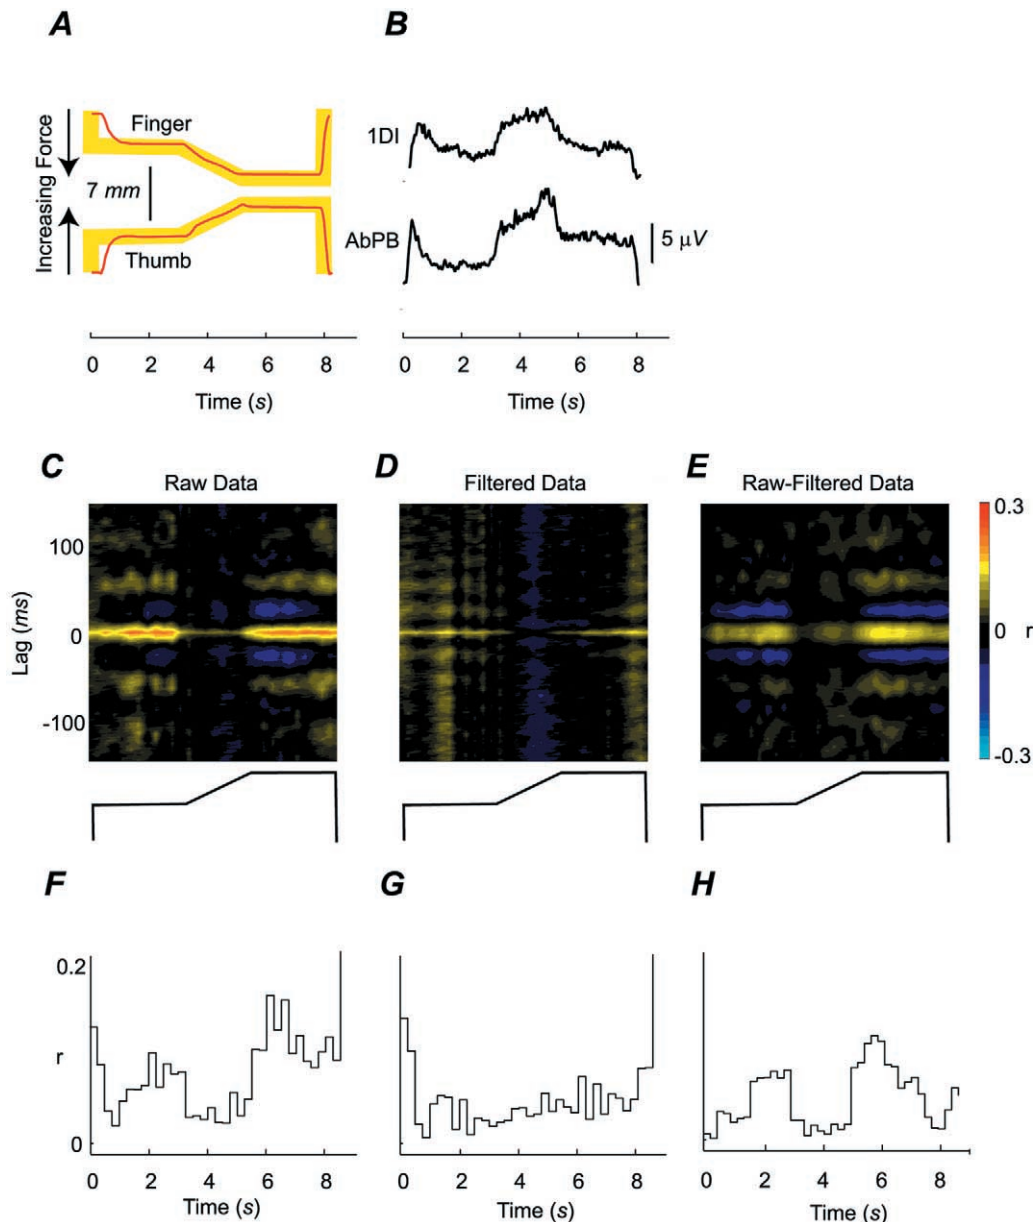 A
B
Increasing Force
Finger
7 mm
Thumb
1DI
AbPB
5 μV
0 2 4 6 8
Time (s)
0 2 4 6 8
Time (s)
C
D
E
Raw Data
Filtered Data
Raw-Filtered Data
Lag (ms)
100
0
-100
0.3
0 r
-0.3
F
G
H
0.2
r
0
0 2 4 6 8
Time (s)
0 2 4 6 8
Time (s)
0 2 4 6 8
Time (s)